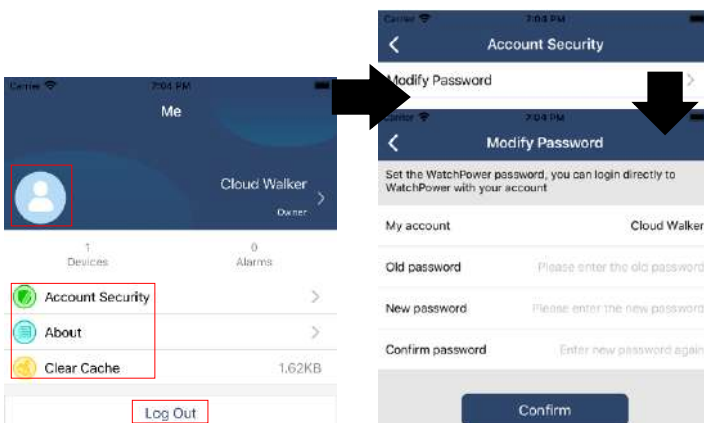 Carrier 7:04 PM
Me
Cloud Walker
Owner
1
Devices
0
Alarms
Account Security
About
Clear Cache 1.62KB
Log Out
Carrier 7:04 PM
Account Security
Modify Password
Carrier 7:04 PM
Modify Password
Set the WatchPower password, you can login directly to
WatchPower with your account
My account Cloud Walker
Old password Please enter the old password
New password Please enter the new password
Confirm password Enter new password again
Confirm